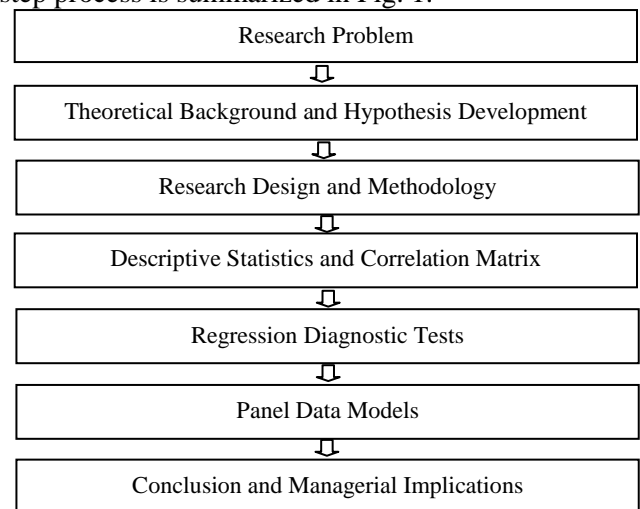 step process is summarized in Fig. 1.
Research Problem
Theoretical Background and Hypothesis Development
Research Design and Methodology
Descriptive Statistics and Correlation Matrix
Regression Diagnostic Tests
Panel Data Models
Conclusion and Managerial Implications